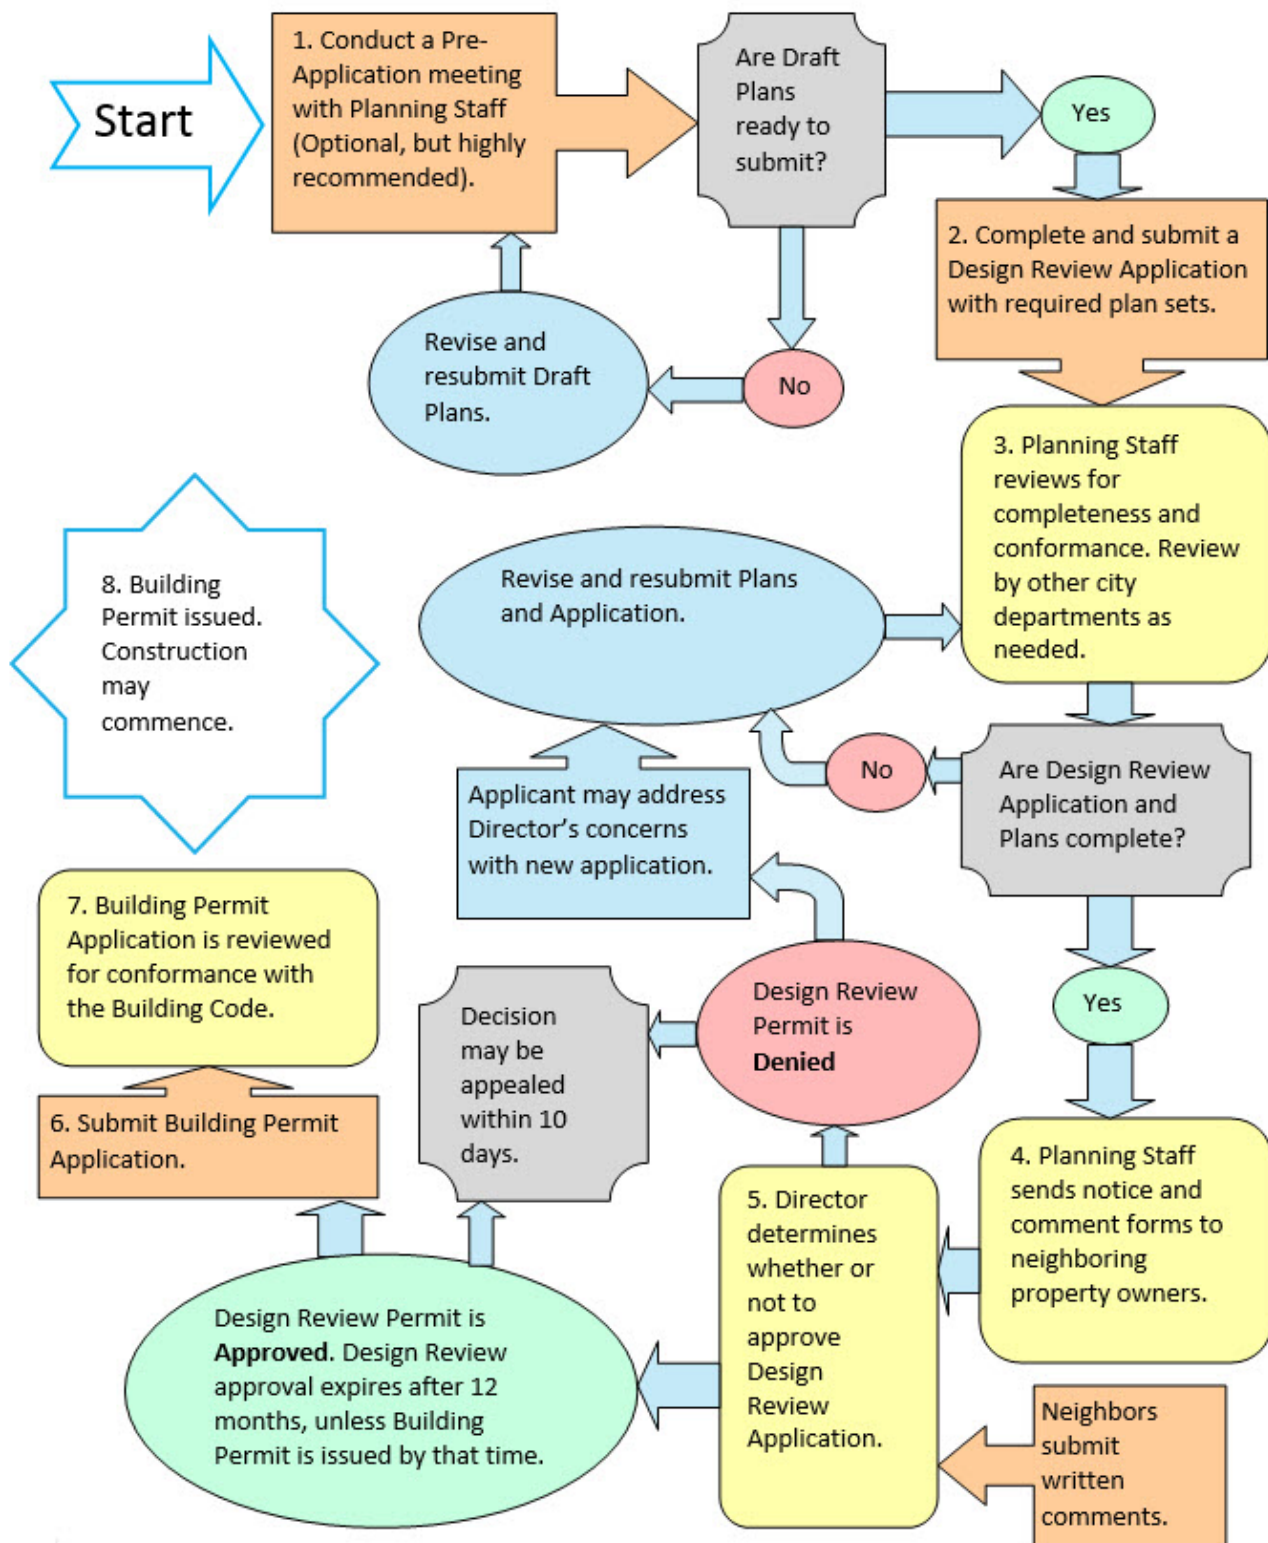 Start
1. Conduct a Pre-
Application meeting
with Planning Staff
(Optional, but highly
recommended).
Are Draft
Plans
ready to
submit?
Yes
2. Complete and submit a
Design Review Application
with required plan sets.
No
Revise and
resubmit Draft
Plans.
3. Planning Staff
reviews for
completeness and
conformance. Review
by other city
departments as
needed.
Revise and resubmit Plans
and Application.
Are Design Review
Application and
Plans complete?
No
Yes
Applicant may address
Director’s concerns
with new application.
4. Planning Staff
sends notice and
comment forms to
neighboring
property owners.
Neighbors
submit
written
comments.
5. Director
determines
whether or
not to
approve
Design
Review
Application.
Design Review
Permit is
Denied
Decision
may be
appealed
within 10
days.
Design Review Permit is
Approved. Design Review
approval expires after 12
months, unless Building
Permit is issued by that time.
6. Submit Building Permit
Application.
7. Building Permit
Application is reviewed
for conformance with
the Building Code.
8. Building
Permit issued.
Construction
may
commence.